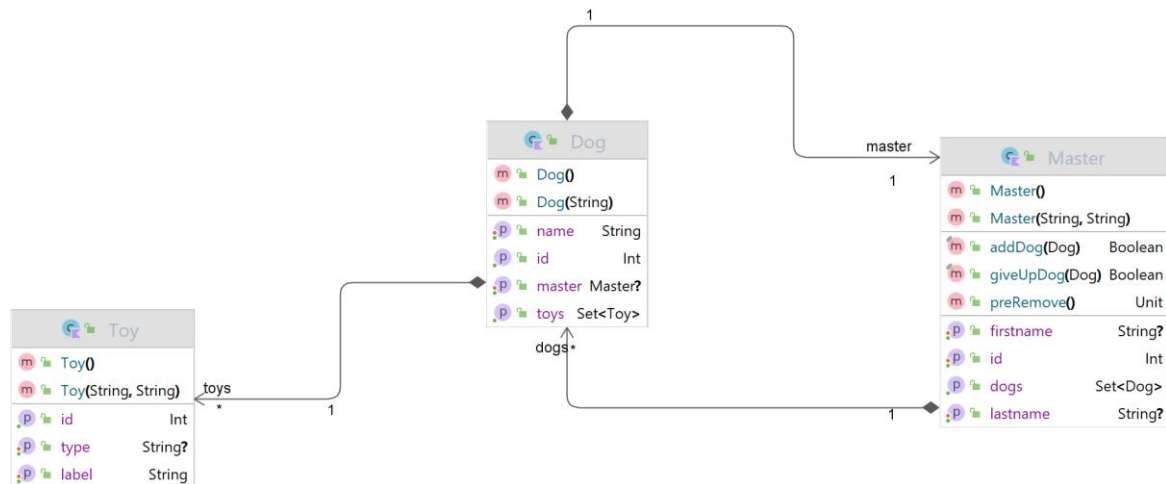 1
master
1
Dog
Dog()
Dog(String)
name String
id Int
master Master?
toys Set<Toy>
Master
Master()
Master(String, String)
addDog(Dog) Boolean
giveUpDog(Dog) Boolean
preRemove() Unit
firstname String?
id Int
dogs Set<Dog>
lastname String?
dogs *
1
Toy
Toy()
Toy(String, String)
id Int
type String?
label String
toys
*
1